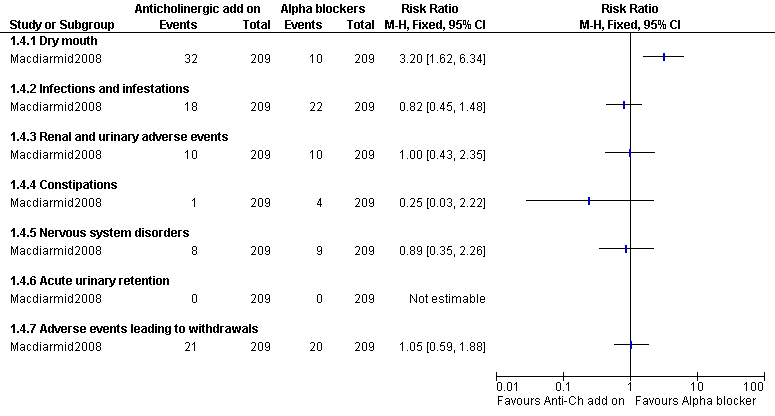 Anticholinergic add on Alpha blockers Risk Ratio Risk Ratio
Study or Subgroup Events Total Events Total M-H, Fixed, 95% CI M-H, Fixed, 95% CI
1.4.1 Dry mouth
Macdiarmid2008 32 209 10 209 3.20 [1.62, 6.34]
1.4.2 Infections and infestations
Macdiarmid2008 18 209 22 209 0.82 [0.45, 1.48]
1.4.3 Renal and urinary adverse events
Macdiarmid2008 10 209 10 209 1.00 [0.43, 2.35]
1.4.4 Constipations
Macdiarmid2008 1 209 4 209 0.25 [0.03, 2.22]
1.4.5 Nervous system disorders
Macdiarmid2008 8 209 9 209 0.89 [0.35, 2.26]
1.4.6 Acute urinary retention
Macdiarmid2008 0 209 0 209 Not estimable
1.4.7 Adverse events leading to withdrawals
Macdiarmid2008 21 209 20 209 1.05 [0.59, 1.88]
0.01 0.1 1 10 100
Favours Anti-Ch add on Favours Alpha blocker